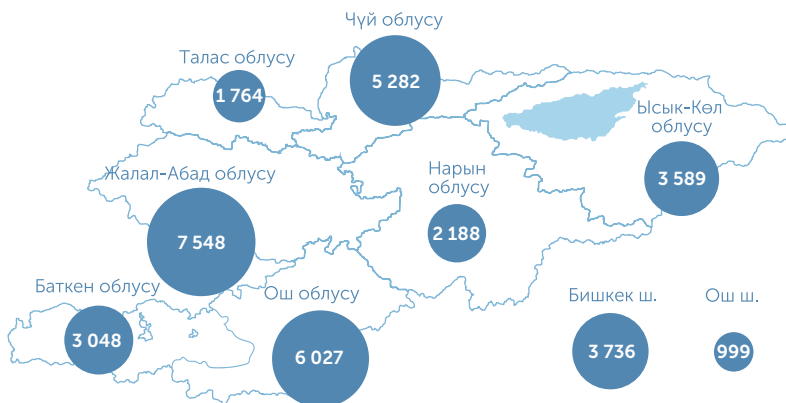 Чүй облусу
5 282
Талас облусу
1 764
Ысык-Көл
облусу
3 589
Жалал-Абад облусу
7 548
Нарын
облусу
2 188
Баткен облусу
3 048
Ош облусу
6 027
Бишкек ш.
3 736
Ош ш.
999